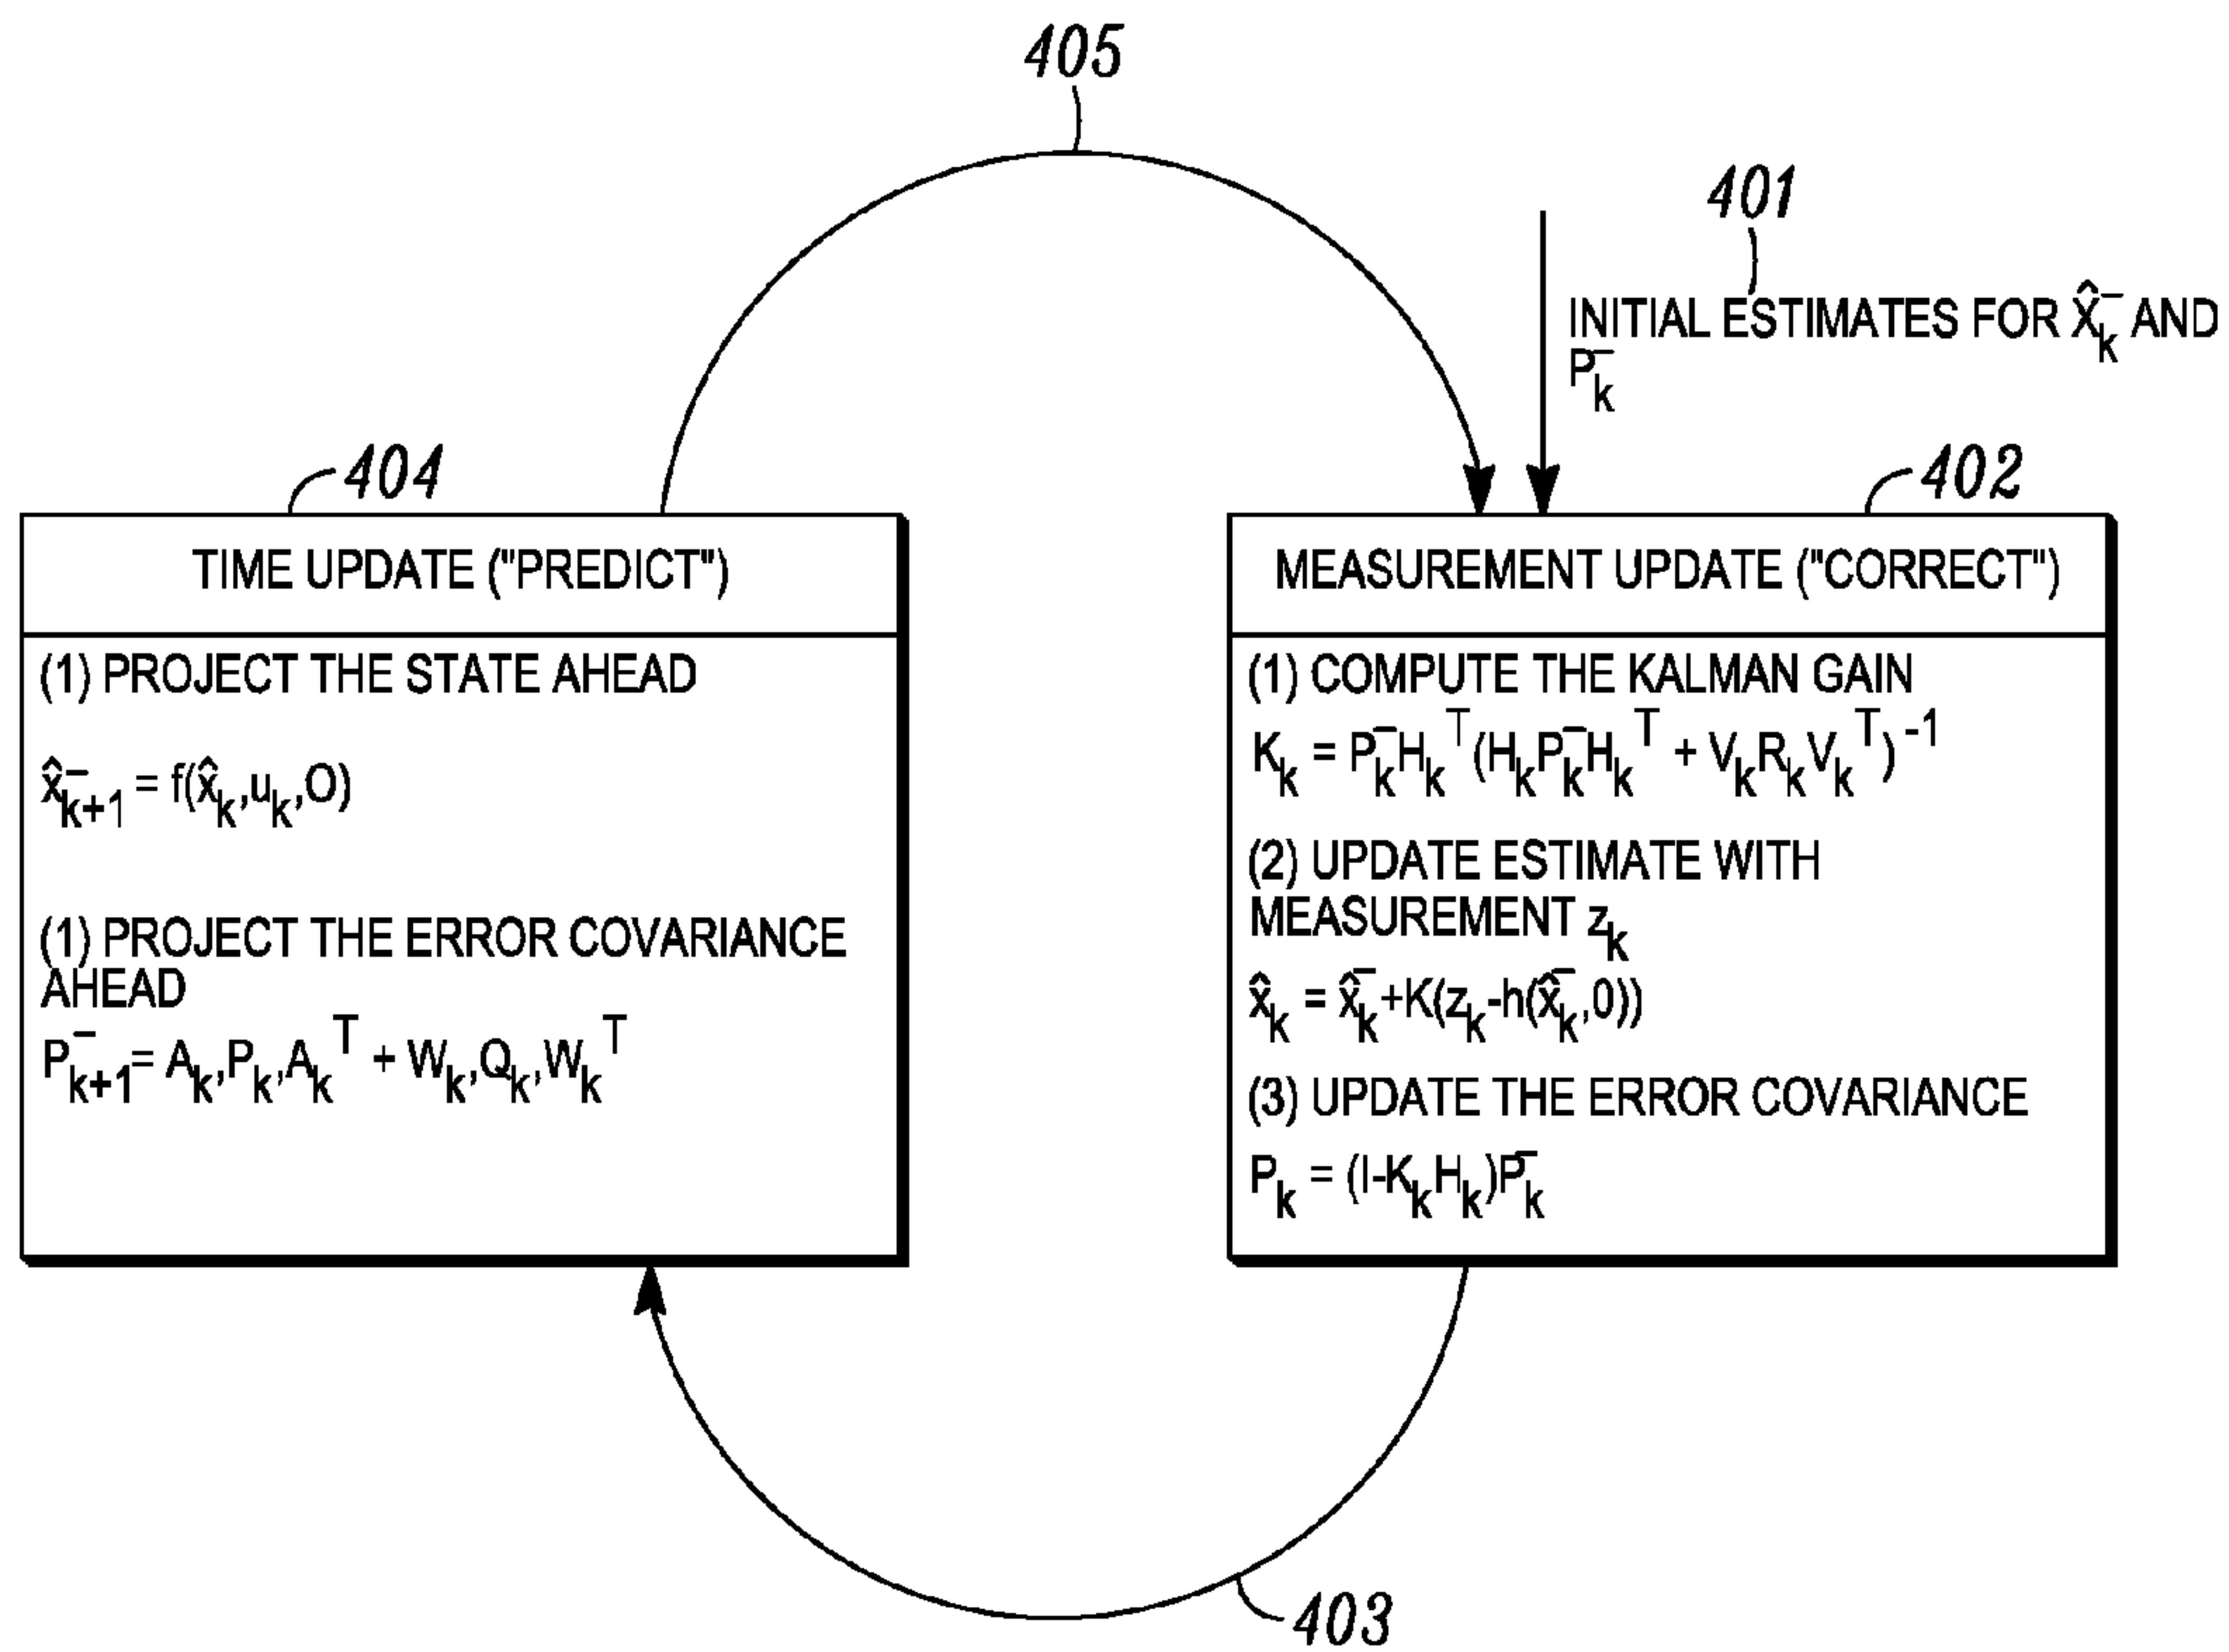 405
401
INITIAL ESTIMATES FOR x̂ₖ⁻ AND
Pₖ⁻
404
402
TIME UPDATE ("PREDICT")
(1) PROJECT THE STATE AHEAD
x̂ₖ₊₁⁻ = f(x̂ₖ,uₖ,O)
(1) PROJECT THE ERROR COVARIANCE
AHEAD
Pₖ₊₁⁻ = Aₖ,Pₖ,Aₖᵀ + Wₖ,Qₖ,Wₖᵀ
MEASUREMENT UPDATE ("CORRECT")
(1) COMPUTE THE KALMAN GAIN
Kₖ = Pₖ⁻Hₖᵀ(HₖPₖ⁻Hₖᵀ + VₖRₖVₖᵀ)⁻¹
(2) UPDATE ESTIMATE WITH
MEASUREMENT zₖ
x̂ₖ = x̂ₖ⁻+K(zₖ-h(x̂ₖ⁻,0))
(3) UPDATE THE ERROR COVARIANCE
Pₖ = (I-KₖHₖ)Pₖ⁻
403